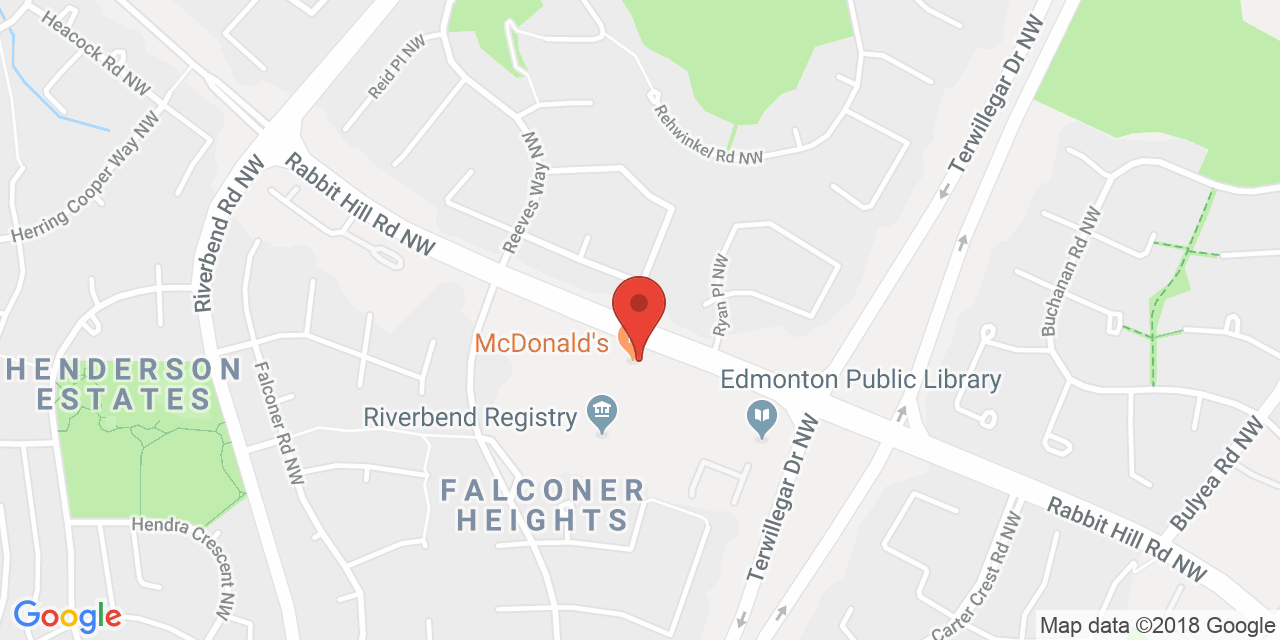 Heacock Rd NW
Reid Pl NW
Terwillegar Dr NW
Rehwinkel Rd NW
Herring Cooper Way NW
Riverbend Rd NW
Rabbit Hill Rd NW
Reeves Way NW
NW
Buchanan Rd NW
Ryan Pl NW
McDonald's
HENDERSON
ESTATES
Edmonton Public Library
Falconer Rd NW
Riverbend Registry
Terwillegar Dr NW
Bulyea Rd NW
FALCONER
HEIGHTS
Hendra Crescent NW
Rabbit Hill Rd NW
Carter Crest Rd NW
Google
Map data ©2018 Google